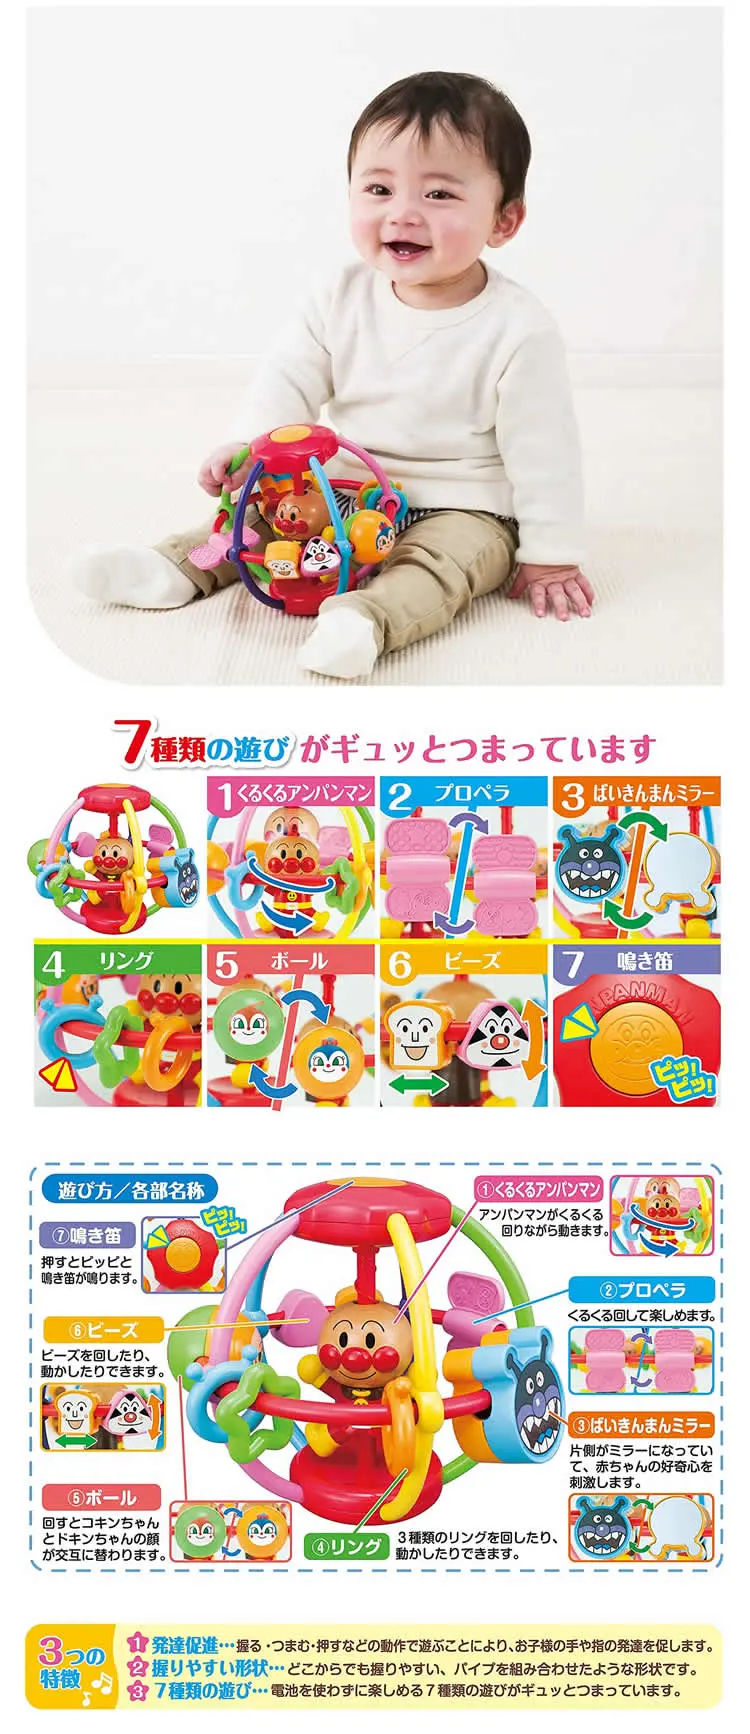 7種類の遊びがギュッとつまっています
1 くるくるアンパンマン
2 プロペラ
3 ばいきんまんミラー
4 リング
5 ボール
6 ビーズ
7 鳴き笛
ANPANMAN
ピッ!
ピッ!
遊び方/各部名称
①くるくるアンパンマン
アンパンマンがくるくる
回りながら動きます。
⑦鳴き笛
ピッ!
ピッ!
押すとピッピッと
鳴き笛が鳴ります。
②プロペラ
くるくる回して楽しめます。
⑥ビーズ
ビーズを回したり、
動かしたりできます。
③ばいきんまんミラー
片側がミラーになってい
て、赤ちゃんの好奇心を
刺激します。
⑤ボール
回すとコキンちゃん
とドキンちゃんの顔
が交互に替わります。
④リング
3種類のリングを回したり、
動かしたりできます。
3つの
特徴
1 発達促進…握る・つまむ・押すなどの動作で遊ぶことにより、お子様の手や指の発達を促します。
2 握りやすい形状…どこからでも握りやすい、パイプを組み合わせたような形状です。
3 7種類の遊び…電池を使わずに楽しめる7種類の遊びがギュッとつまっています。